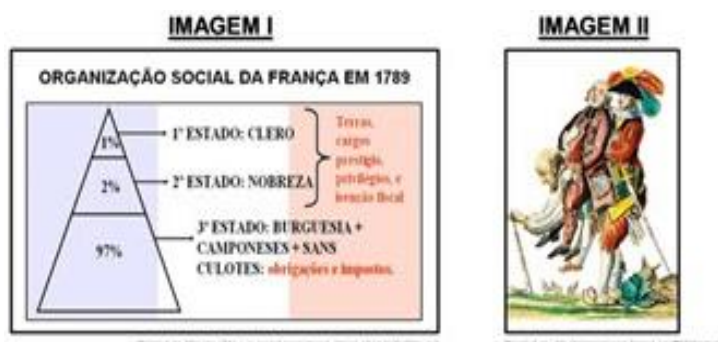 IMAGEM I
ORGANIZAÇÃO SOCIAL DA FRANÇA EM 1789
1%
1º ESTADO: CLERO
2%
2º ESTADO: NOBREZA
Terras,
cargos
prestígio,
privilégios, e
isenção fiscal
97%
3º ESTADO: BURGUESIA +
CAMPONESES + SANS
CULOTES: obrigações e impostos.
IMAGEM II